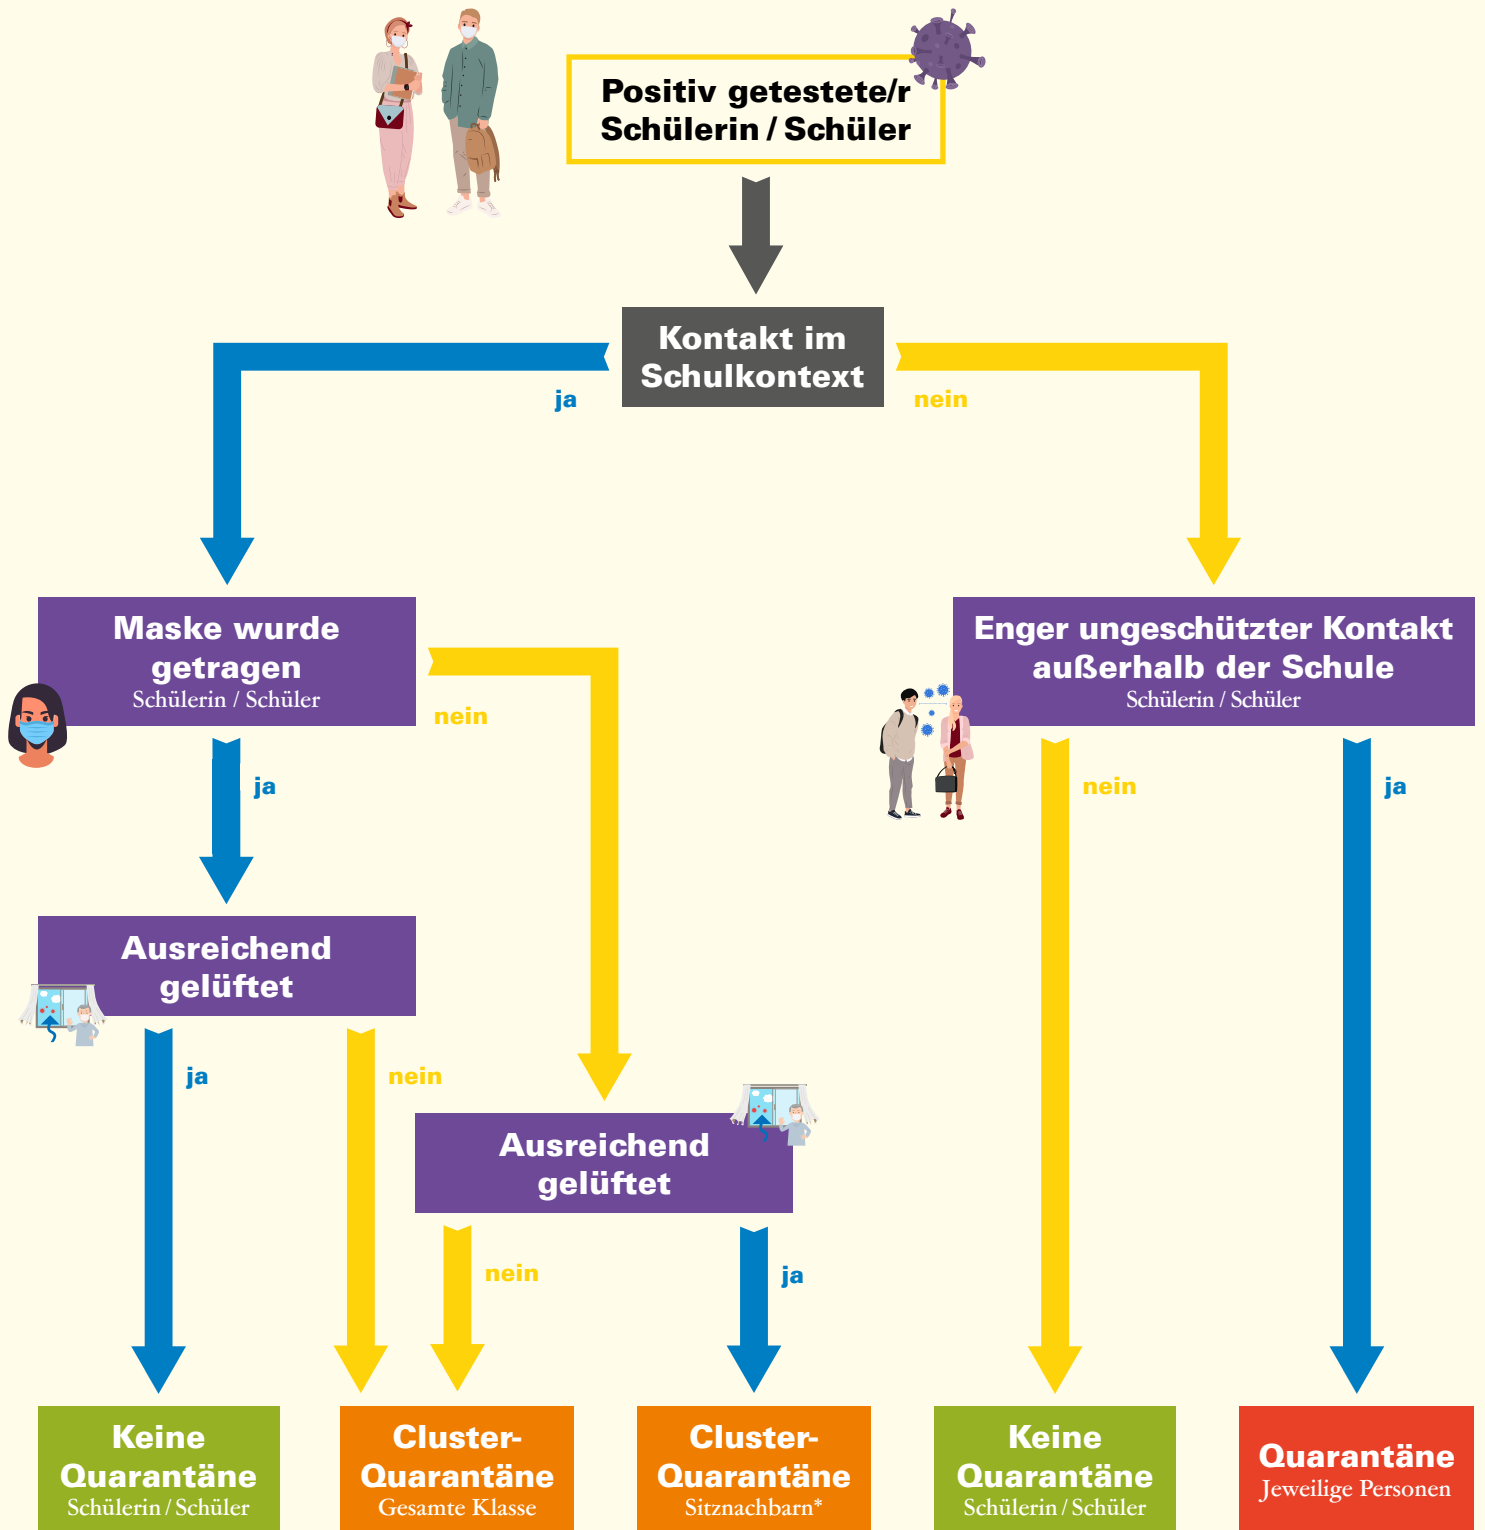 Positiv getestete/r
Schülerin / Schüler
Kontakt im
Schulkontext
ja
nein
Maske wurde
getragen
Schülerin / Schüler
nein
ja
Enger ungeschützter Kontakt
außerhalb der Schule
Schülerin / Schüler
nein
ja
Ausreichend
gelüftet
ja
nein
Ausreichend
gelüftet
nein
ja
Keine
Quarantäne
Schülerin / Schüler
Cluster-
Quarantäne
Gesamte Klasse
Cluster-
Quarantäne
Sitznachbarn*
Keine
Quarantäne
Schülerin / Schüler
Quarantäne
Jeweilige Personen